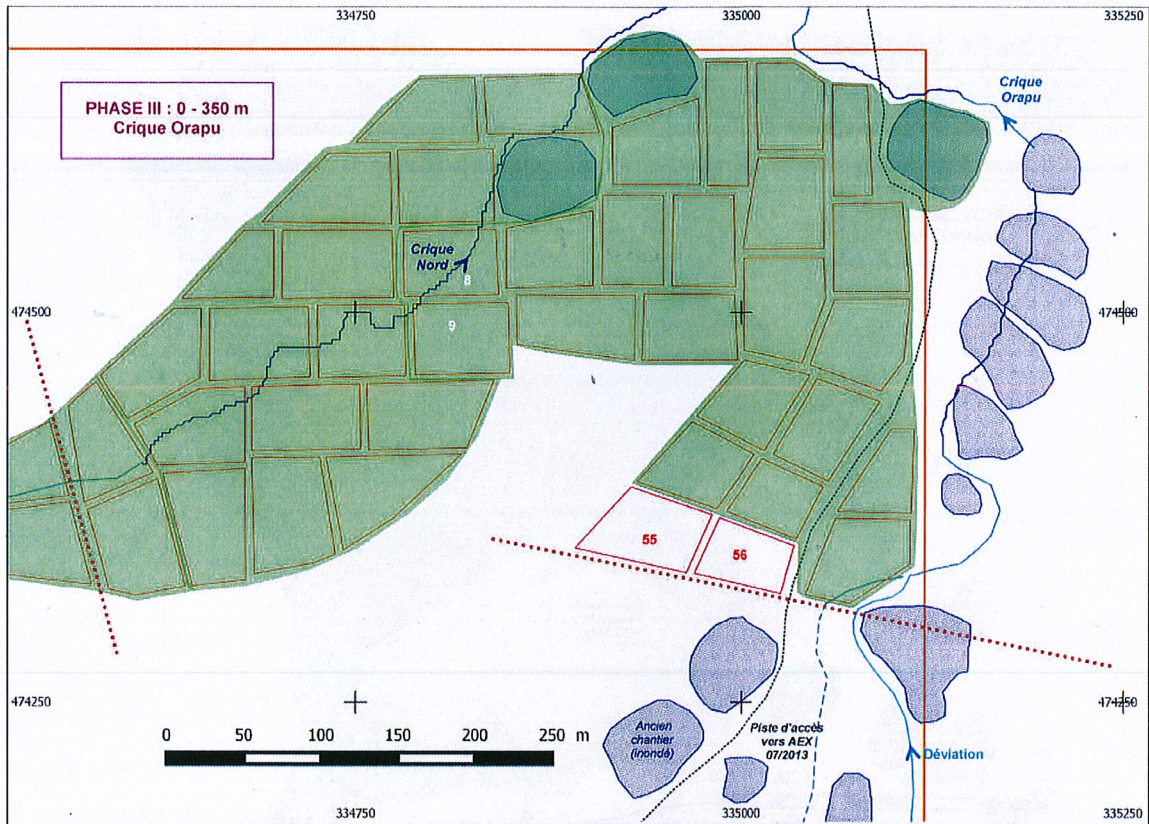 334750
335000
335250
PHASE III : 0 - 350 m
Crique Orapu
Crique
Orapu
Crique
Nord
8
9
474500
474500
55
56
474250
474250
0 50 100 150 200 250 m
Ancien
chantier
(inondé)
Piste d'accès
vers AEX
07/2013
Déviation
334750
335000
335250